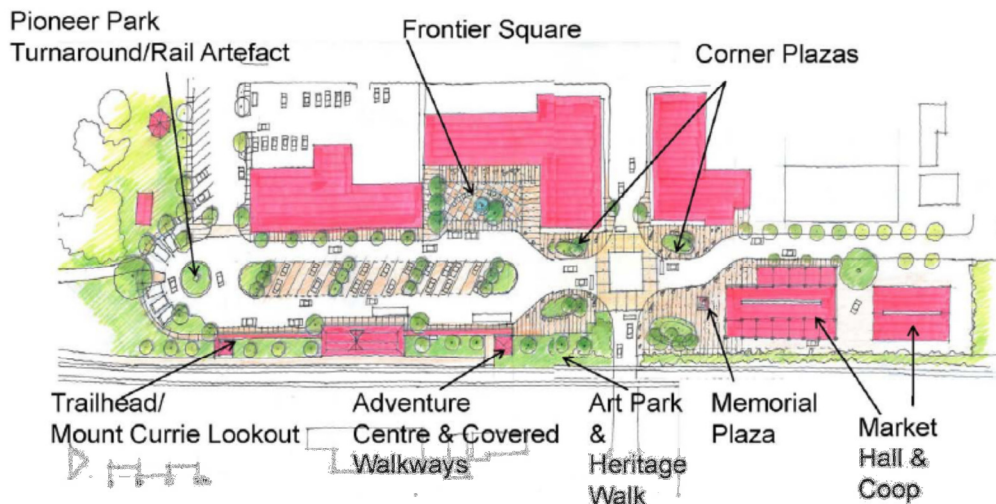 Pioneer Park
Turnaround/Rail Artefact
Frontier Square
Corner Plazas
Trailhead/
Mount Currie Lookout
Adventure
Centre & Covered
Walkways
Art Park
&
Heritage
Walk
Memorial
Plaza
Market
Hall &
Coop